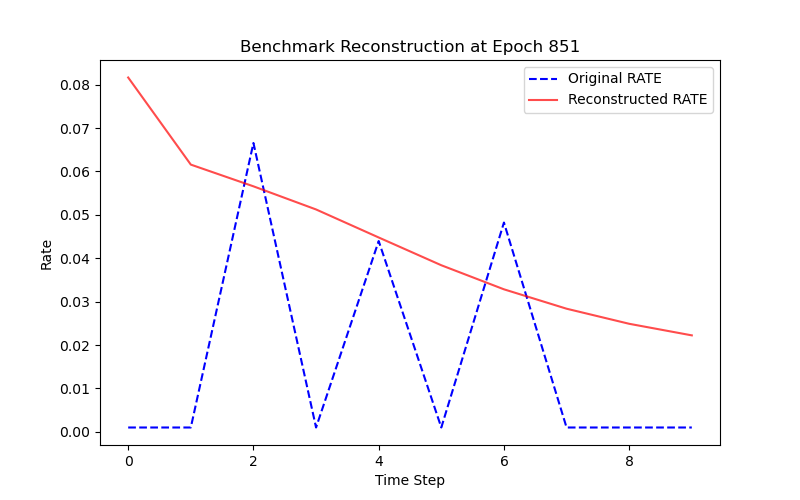 Benchmark Reconstruction at Epoch 851
Original RATE
Reconstructed RATE
0.08
0.07
0.06
0.05
0.04
0.03
0.02
0.01
0.00
Rate
0 2 4 6 8
Time Step